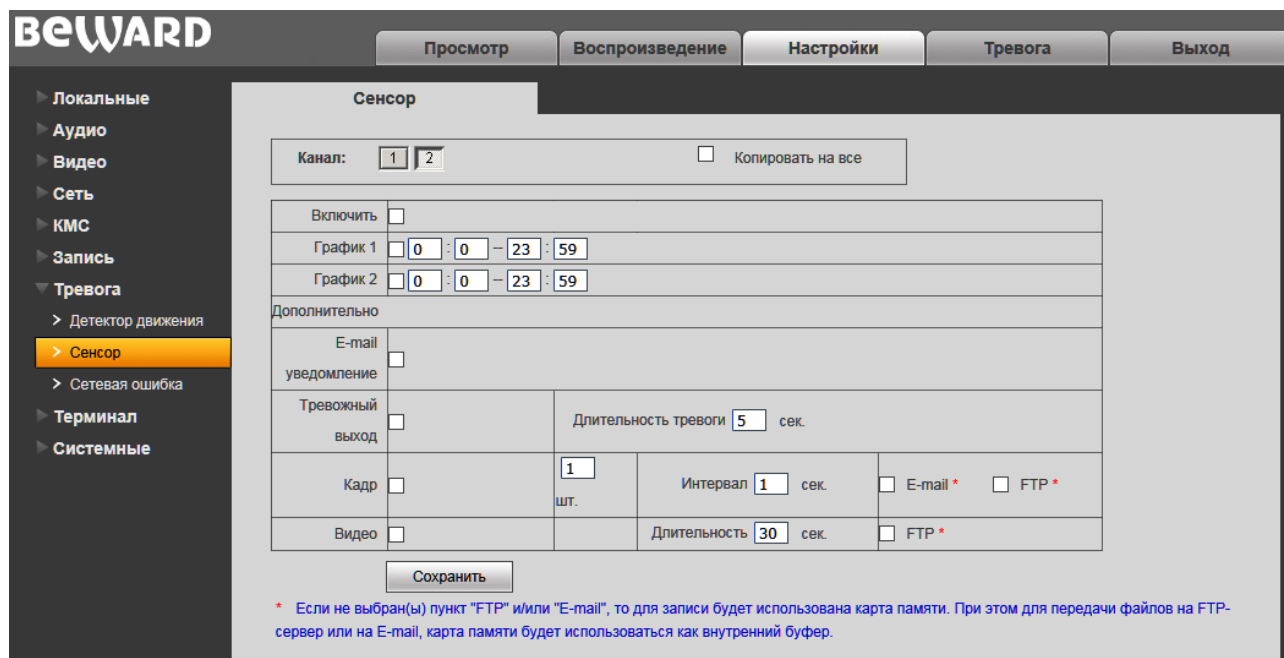 BEWARD
Просмотр Воспроизведение Настройки Тревога Выход
Локальные
Аудио
Видео
Сеть
КМС
Запись
Тревога
> Детектор движения
> Сенсор
> Сетевая ошибка
Терминал
Системные
Сенсор
Канал: 1 2 Копировать на все
Включить
График 1 0 : 0 – 23 : 59
График 2 0 : 0 – 23 : 59
Дополнительно
E-mail
уведомление
Тревожный
выход
Длительность тревоги 5 сек.
Кадр 1
шт.
Интервал 1 сек. E-mail * FTP *
Видео Длительность 30 сек. FTP *
Сохранить
* Если не выбран(ы) пункт "FTP" и/или "E-mail", то для записи будет использована карта памяти. При этом для передачи файлов на FTP-
сервер или на E-mail, карта памяти будет использоваться как внутренний буфер.